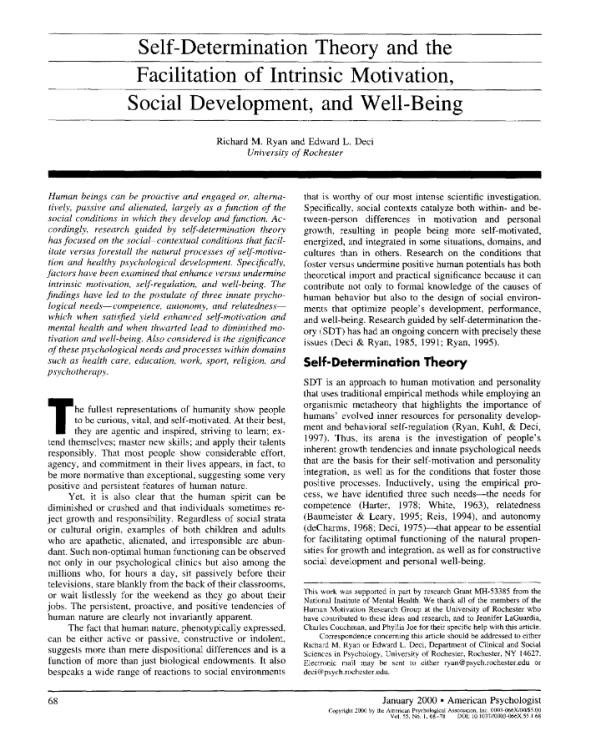 Self-Determination Theory and the
Facilitation of Intrinsic Motivation,
Social Development, and Well-Being
Richard M. Ryan and Edward L. Deci
University of Rochester
Human beings can be proactive and engaged or, alterna-
tively, passive and alienated, largely as a function of the
social conditions in which they develop and function. Ac-
cordingly, research guided by self-determination theory
has focused on the social–contextual conditions that facil-
itate versus forestall the natural processes of self-motiva-
tion and healthy psychological development. Specifically,
factors have been examined that enhance versus undermine
intrinsic motivation, self-regulation, and well-being. The
findings have led to the postulate of three innate psycho-
logical needs—competence, autonomy, and relatedness—
which when satisfied yield enhanced self-motivation and
mental health and when thwarted lead to diminished mo-
tivation and well-being. Also considered is the significance
of these psychological needs and processes within domains
such as health care, education, work, sport, religion, and
psychotherapy.
The fullest representations of humanity show people
to be curious, vital, and self-motivated. At their best,
they are agentic and inspired, striving to learn; ex-
tend themselves; master new skills; and apply their talents
responsibly. That most people show considerable effort,
agency, and commitment in their lives appears, in fact, to
be more normative than exceptional, suggesting some very
positive and persistent features of human nature.
Yet, it is also clear that the human spirit can be
diminished or crushed and that individuals sometimes re-
ject growth and responsibility. Regardless of social strata
or cultural origin, examples of both children and adults
who are apathetic, alienated, and irresponsible are abun-
dant. Such non-optimal human functioning can be observed
not only in our psychological clinics but also among the
millions who, for hours a day, sit passively before their
televisions, stare blankly from the back of their classrooms,
or wait listlessly for the weekend as they go about their
jobs. The persistent, proactive, and positive tendencies of
human nature are clearly not invariantly apparent.
The fact that human nature, phenotypically expressed,
can be either active or passive, constructive or indolent,
suggests more than mere dispositional differences and is a
function of more than just biological endowments. It also
bespeaks a wide range of reactions to social environments
that is worthy of our most intense scientific investigation.
Specifically, social contexts catalyze both within- and be-
tween-person differences in motivation and personal
growth, resulting in people being more self-motivated,
energized, and integrated in some situations, domains, and
cultures than in others. Research on the conditions that
foster versus undermine positive human potentials has both
theoretical import and practical significance because it can
contribute not only to formal knowledge of the causes of
human behavior but also to the design of social environ-
ments that optimize people's development, performance,
and well-being. Research guided by self-determination the-
ory (SDT) has had an ongoing concern with precisely these
issues (Deci & Ryan, 1985, 1991; Ryan, 1995).
Self-Determination Theory
SDT is an approach to human motivation and personality
that uses traditional empirical methods while employing an
organismic metatheory that highlights the importance of
humans' evolved inner resources for personality develop-
ment and behavioral self-regulation (Ryan, Kuhl, & Deci,
1997). Thus, its arena is the investigation of people's
inherent growth tendencies and innate psychological needs
that are the basis for their self-motivation and personality
integration, as well as for the conditions that foster those
positive processes. Inductively, using the empirical pro-
cess, we have identified three such needs—the needs for
competence (Harter, 1978; White, 1963), relatedness
(Baumeister & Leary, 1995; Reis, 1994), and autonomy
(deCharms, 1968; Deci, 1975)—that appear to be essential
for facilitating optimal functioning of the natural propen-
sities for growth and integration, as well as for constructive
social development and personal well-being.
This work was supported in part by research Grant MH-53385 from the
National Institute of Mental Health. We thank all of the members of the
Human Motivation Research Group at the University of Rochester who
have contributed to these ideas and research, and to Jennifer LaGuardia,
Charles Couchman, and Phyllis Joe for their specific help with this article.
Correspondence concerning this article should be addressed to either
Richard M. Ryan or Edward L. Deci, Department of Clinical and Social
Sciences in Psychology, University of Rochester, Rochester, NY 14627.
Electronic mail may be sent to either ryan@psych.rochester.edu or
deci@psych.rochester.edu.
68
January 2000 • American Psychologist
Copyright 2000 by the American Psychological Association, Inc. 0003-066X/00/$5.00
Vol. 55, No. 1, 68-78 DOI: 10.1037//0003-066X.55.1.68